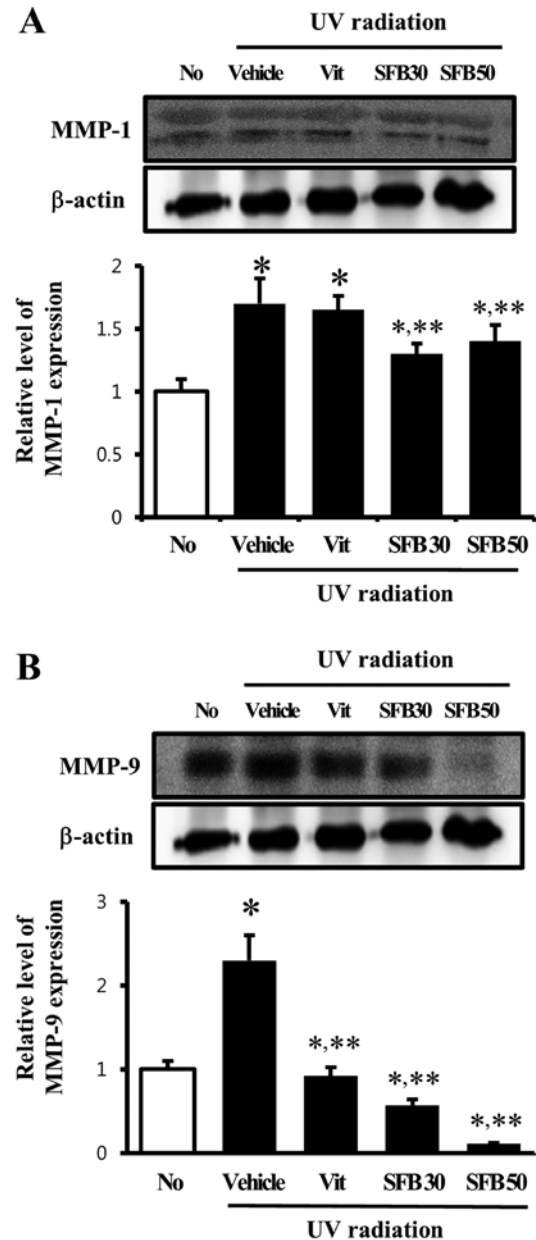 A
UV radiation
No Vehicle Vit SFB30 SFB50
MMP-1
β-actin
Relative level of
MMP-1 expression
2
1.5
1
0.5
0
* * *,** *,**
No Vehicle Vit SFB30 SFB50
UV radiation
B
UV radiation
No Vehicle Vit SFB30 SFB50
MMP-9
β-actin
Relative level of
MMP-9 expression
3
2
1
0
* *,** *,** *,**
No Vehicle Vit SFB30 SFB50
UV radiation